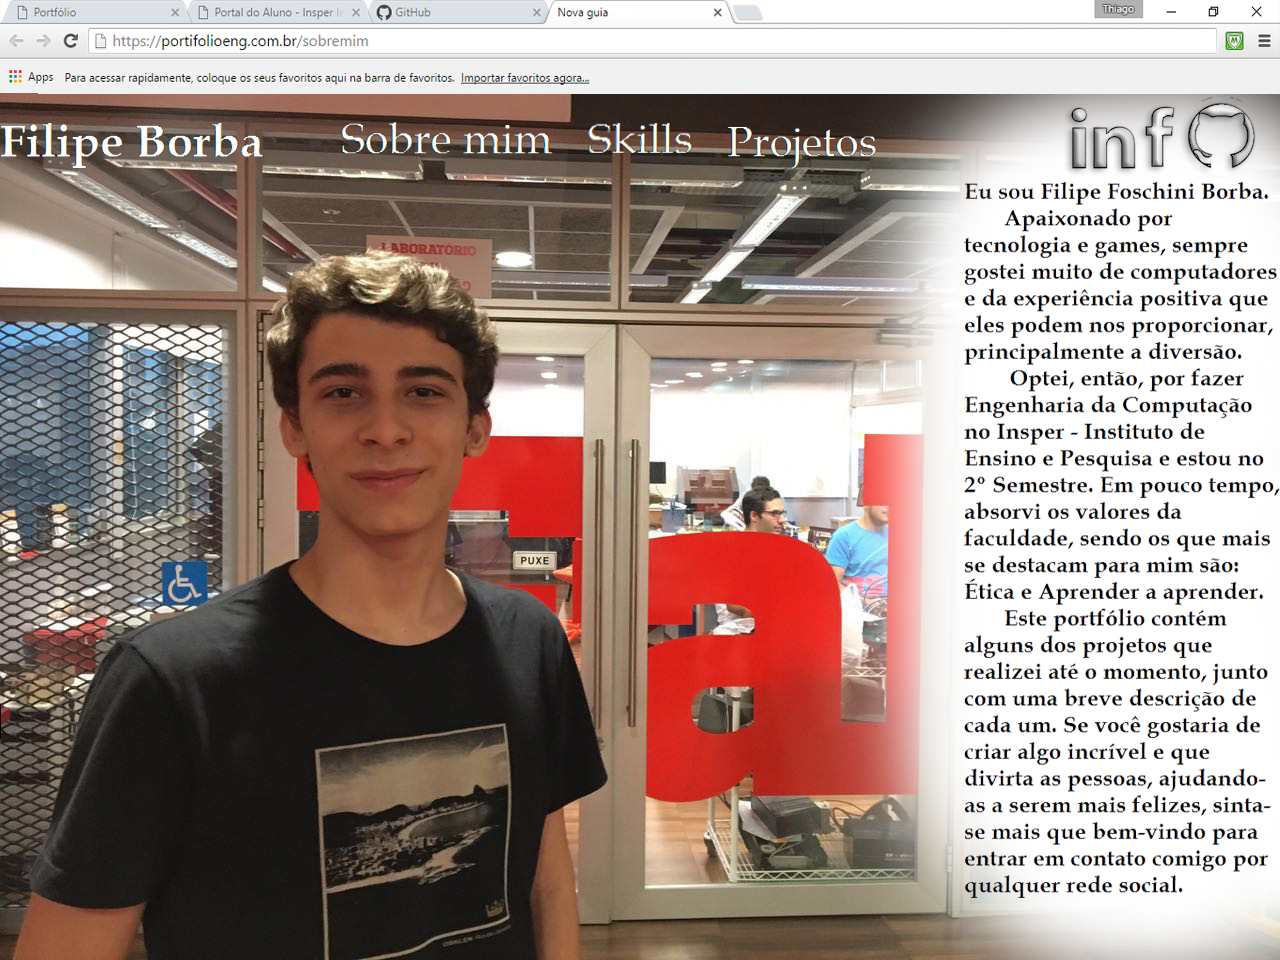 Portfólio
Portal do Aluno - Insper In
GitHub
Nova guia
Thiago
https://portifolioeng.com.br/sobremim
Apps
Para acessar rapidamente, coloque os seus favoritos aqui na barra de favoritos. Importar favoritos agora...
Filipe Borba
Sobre mim
Skills
Projetos
in f
LABORATÓRIO
PUXE
Eu sou Filipe Foschini Borba.
Apaixonado por
tecnologia e games, sempre
gostei muito de computadores
e da experiência positiva que
eles podem nos proporcionar,
principalmente a diversão.
Optei, então, por fazer
Engenharia da Computação
no Insper - Instituto de
Ensino e Pesquisa e estou no
2º Semestre. Em pouco tempo,
absorvi os valores da
faculdade, sendo os que mais
se destacam para mim são:
Ética e Aprender a aprender.
Este portfólio contém
alguns dos projetos que
realizei até o momento, junto
com uma breve descrição de
cada um. Se você gostaria de
criar algo incrível e que
divirta as pessoas, ajudando-
as a serem mais felizes, sinta-
se mais que bem-vindo para
entrar em contato comigo por
qualquer rede social.
a
OSKLEN